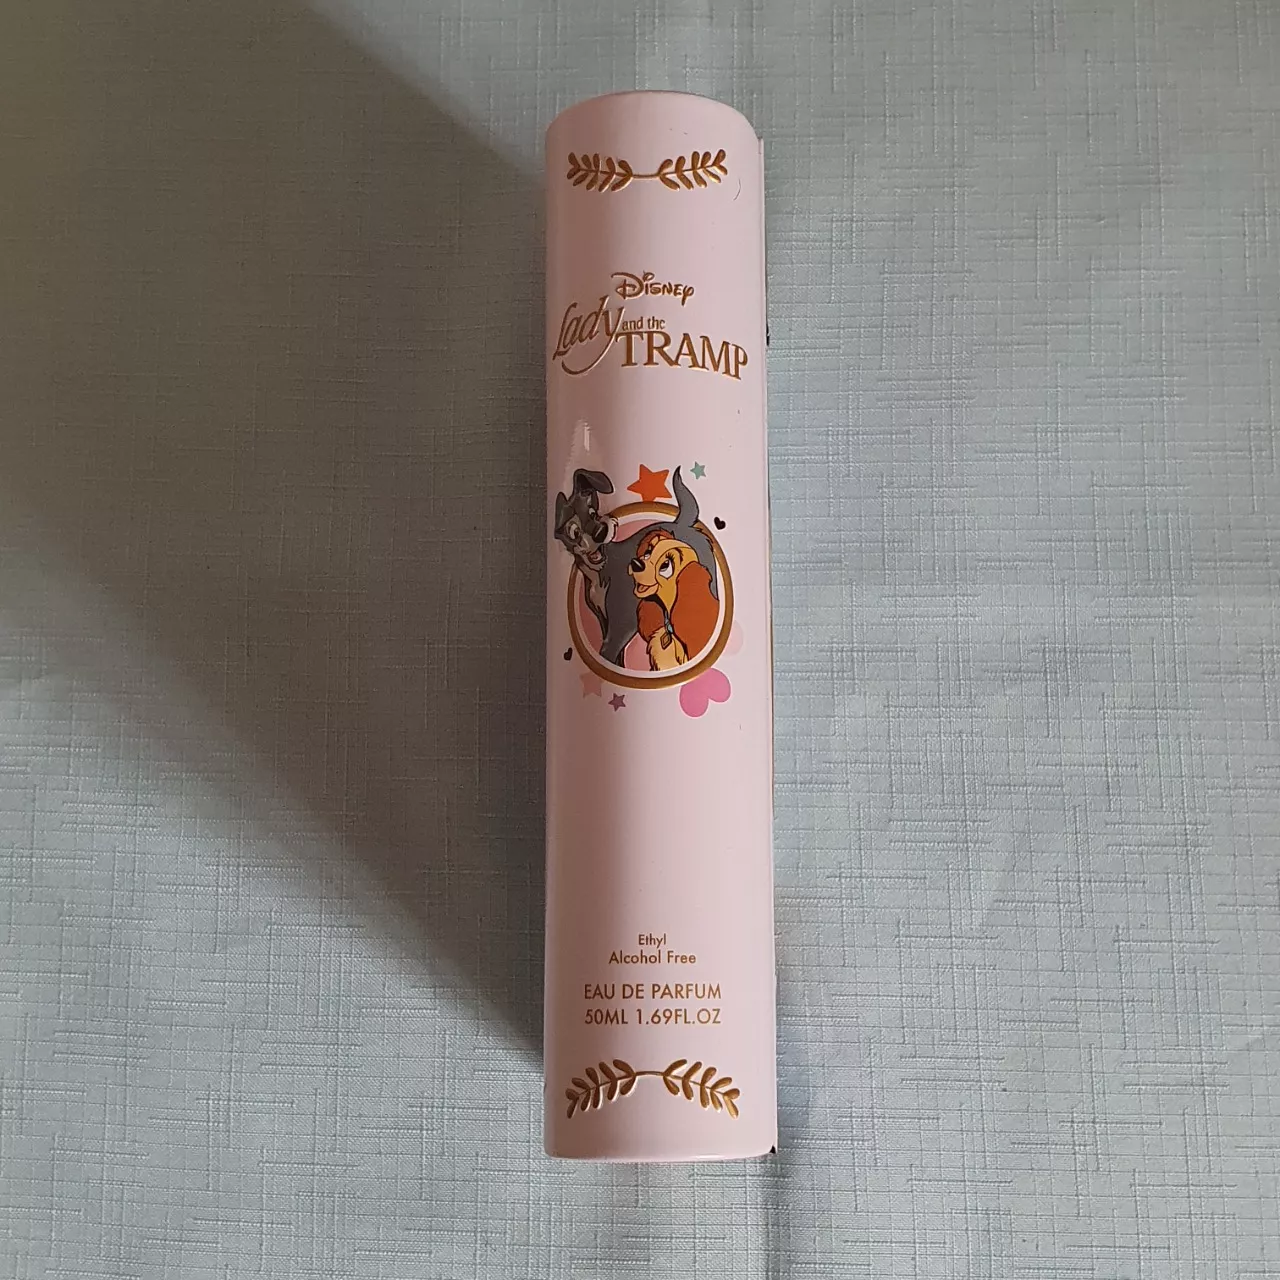 Disney
Lady and the
TRAMP
Ethyl
Alcohol Free
EAU DE PARFUM
50ML 1.69FL.OZ